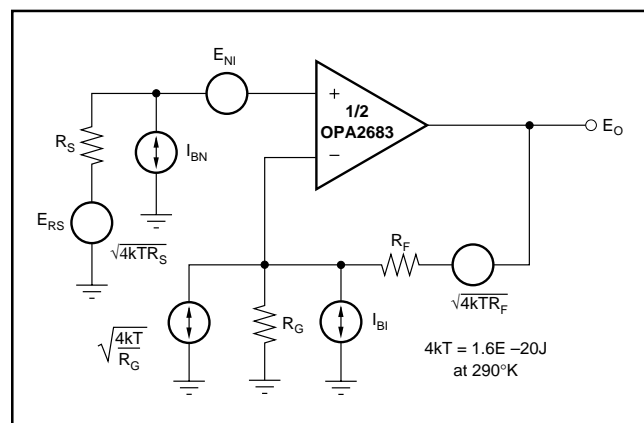 E_NI
+
1/2
OPA2683
−
E_O
R_S
I_BN
E_RS
√4kTR_S
R_F
√4kTR_F
√4kT/R_G
R_G
I_BI
4kT = 1.6E –20J
at 290°K